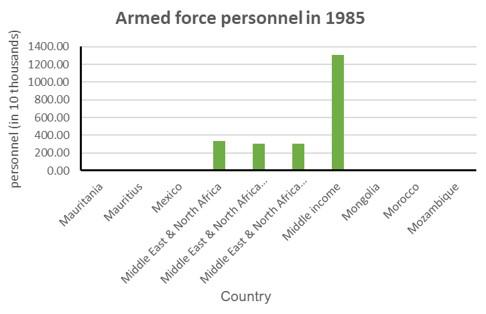 Armed force personnel in 1985
personnel (in 10 thousands)
1400.00
1200.00
1000.00
800.00
600.00
400.00
200.00
0.00
Mauritania
Mauritius
Mexico
Middle East & North Africa
Middle East & North Africa...
Middle East & North Africa...
Middle income
Mongolia
Morocco
Mozambique
Country